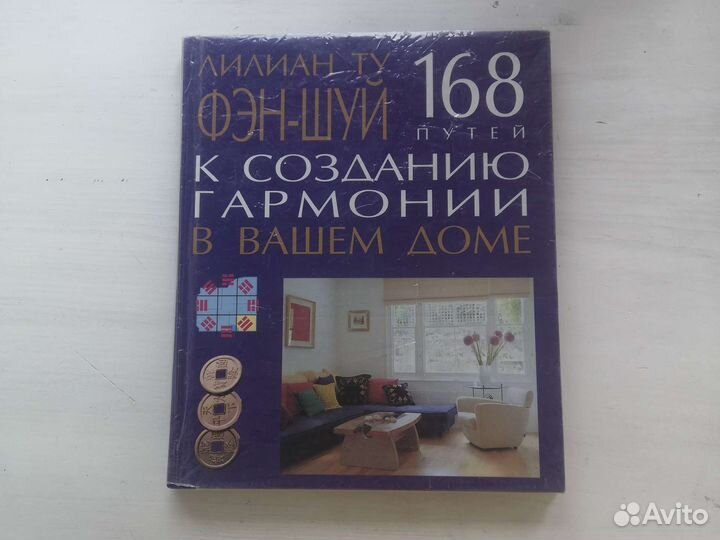 ЛИЛИАН ТУ
ФЭН-ШУЙ
168
ПУТЕЙ
К СОЗДАНИЮ
ГАРМОНИИ
В ВАШЕМ ДОМЕ
Avito